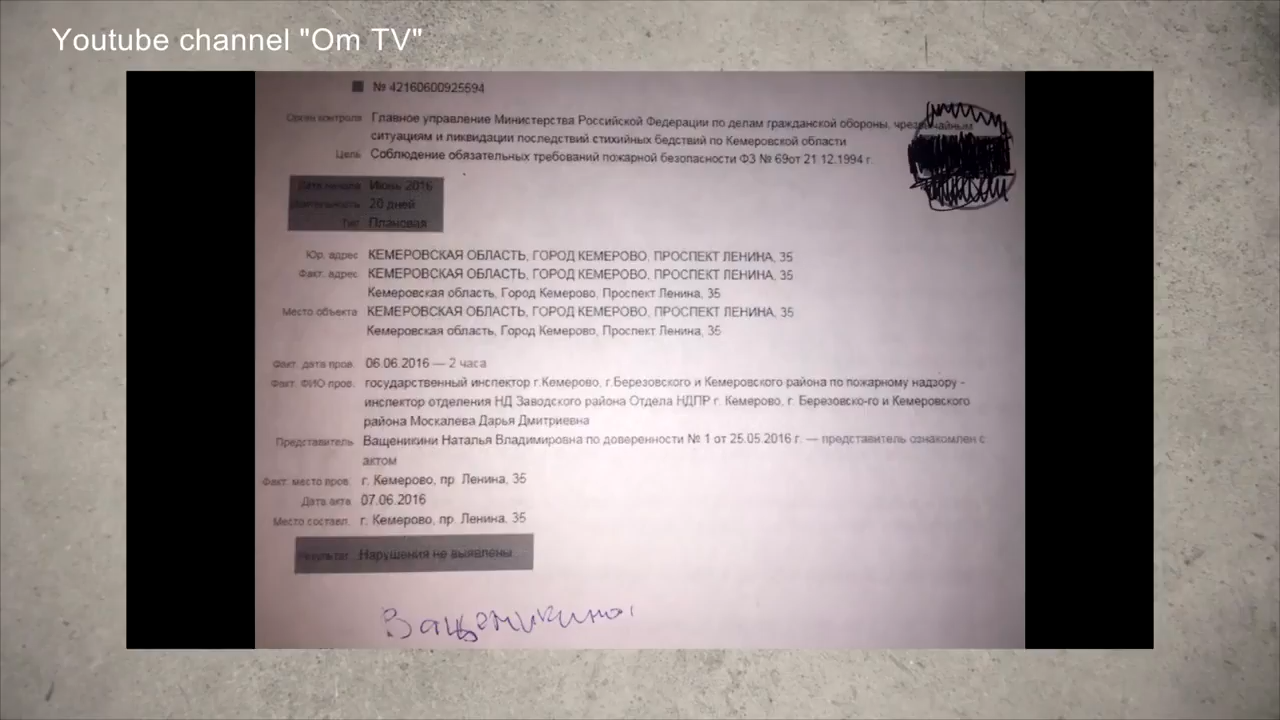 Youtube channel "Om TV"
№ 42160600925594
Орган контроля Главное управление Министерства Российской Федерации по делам гражданской обороны, чрезвычайным
ситуациям и ликвидации последствий стихийных бедствий по Кемеровской области
Цель Соблюдение обязательных требований пожарной безопасности ФЗ № 69от 21.12.1994 г.
Дата начала Июнь 2016
Длительность 20 дней
Тип Плановая
Юр. адрес КЕМЕРОВСКАЯ ОБЛАСТЬ, ГОРОД КЕМЕРОВО, ПРОСПЕКТ ЛЕНИНА, 35
Факт. адрес КЕМЕРОВСКАЯ ОБЛАСТЬ, ГОРОД КЕМЕРОВО, ПРОСПЕКТ ЛЕНИНА, 35
Кемеровская область, Город Кемерово, Проспект Ленина, 35
Место объекта КЕМЕРОВСКАЯ ОБЛАСТЬ, ГОРОД КЕМЕРОВО, ПРОСПЕКТ ЛЕНИНА, 35
Кемеровская область, Город Кемерово, Проспект Ленина, 35
Факт. дата пров. 06.06.2016 — 2 часа
Факт. ФИО пров. государственный инспектор г.Кемерово, г.Березовского и Кемеровского района по пожарному надзору -
инспектор отделения НД Заводского района Отдела НДПР г. Кемерово, г. Березовско-го и Кемеровского
района Москалева Дарья Дмитриевна
Представитель Ващеникини Наталья Владимировна по доверенности № 1 от 25.05.2016 г. — представитель ознакомлен с
актом
Факт. место пров. г. Кемерово, пр. Ленина, 35
Дата акта 07.06.2016
Место составл. г. Кемерово, пр. Ленина, 35
Результат Нарушения не выявлены...